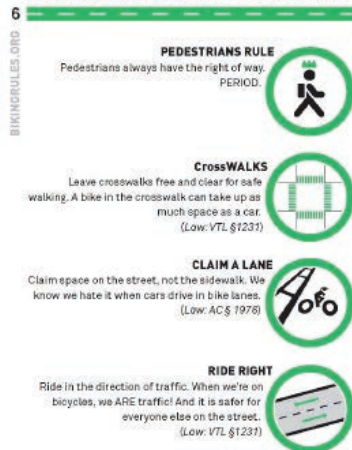 6
BIKINGRULES.ORG
PEDESTRIANS RULE
Pedestrians always have the right of way.
PERIOD.
CrossWALKS
Leave crosswalks free and clear for safe
walking. A bike in the crosswalk can take up as
much space as a car.
(Law: VTL §1231)
CLAIM A LANE
Claim space on the street, not the sidewalk. We
know we hate it when cars drive in bike lanes.
(Law: AC § 1976)
RIDE RIGHT
Ride in the direction of traffic. When we're on
bicycles, we ARE traffic! And it is safer for
everyone else on the street.
(Law: VTL §1231)